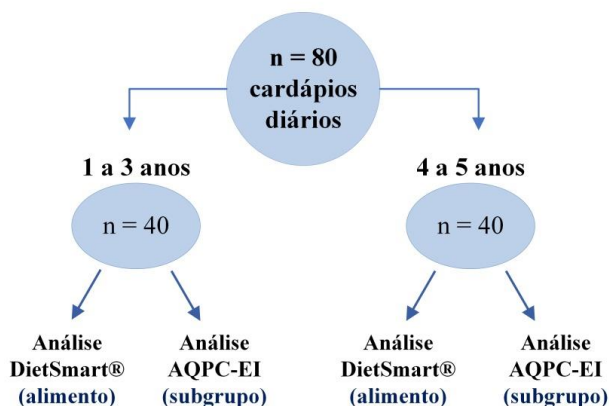 n = 80
cardápios
diários
1 a 3 anos
4 a 5 anos
n = 40
n = 40
Análise
DietSmart®
(alimento)
Análise
AQPC-EI
(subgrupo)
Análise
DietSmart®
(alimento)
Análise
AQPC-EI
(subgrupo)